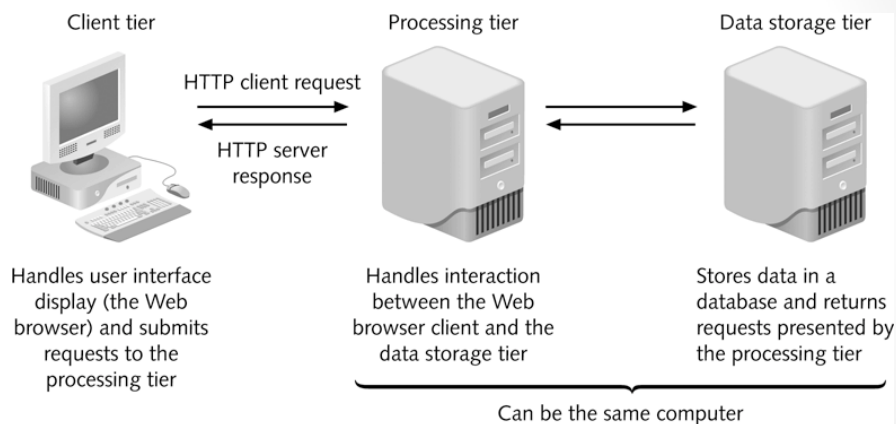 Client tier
Processing tier
Data storage tier
HTTP client request
HTTP server
response
Handles user interface
display (the Web
browser) and submits
requests to the
processing tier
Handles interaction
between the Web
browser client and the
data storage tier
Stores data in a
database and returns
requests presented by
the processing tier
Can be the same computer